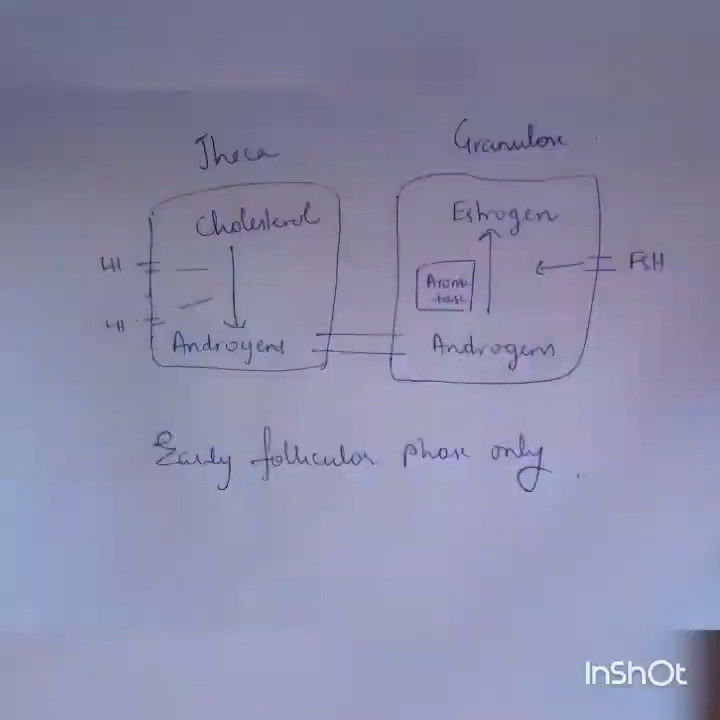 Theca
Granulosa
Cholesterol
Estrogen
LH
FSH
Aroma
tase
LH
Androgens
Androgens
Early follicular phase only.
InShOt